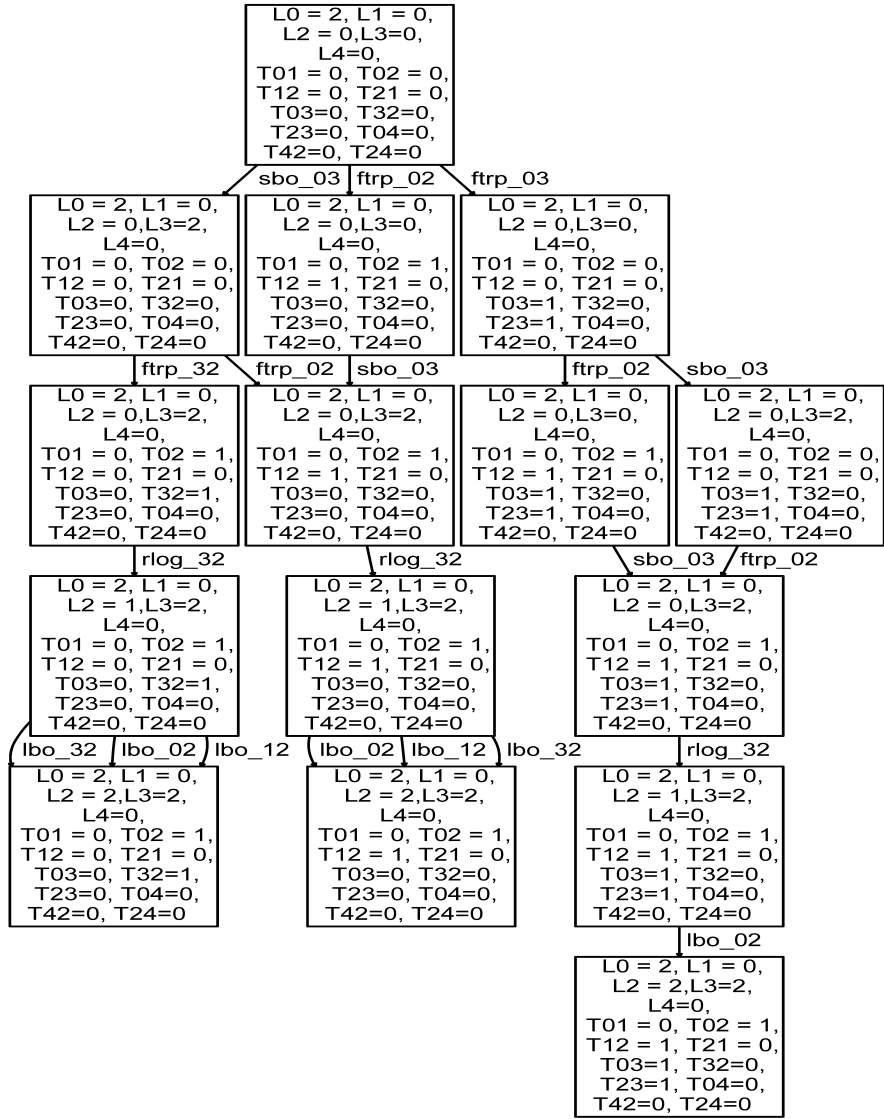 L0 = 2, L1 = 0,
L2 = 0,L3=0,
L4=0,
T01 = 0, T02 = 0,
T12 = 0, T21 = 0,
T03=0, T32=0,
T23=0, T04=0,
T42=0, T24=0
sbo_03
ftrp_02
ftrp_03
L0 = 2, L1 = 0,
L2 = 0,L3=2,
L4=0,
T01 = 0, T02 = 0,
T12 = 0, T21 = 0,
T03=0, T32=0,
T23=0, T04=0,
T42=0, T24=0
L0 = 2, L1 = 0,
L2 = 0,L3=0,
L4=0,
T01 = 0, T02 = 1,
T12 = 1, T21 = 0,
T03=0, T32=0,
T23=0, T04=0,
T42=0, T24=0
L0 = 2, L1 = 0,
L2 = 0,L3=0,
L4=0,
T01 = 0, T02 = 0,
T12 = 0, T21 = 0,
T03=1, T32=0,
T23=1, T04=0,
T42=0, T24=0
ftrp_32
ftrp_02
sbo_03
ftrp_02
sbo_03
L0 = 2, L1 = 0,
L2 = 0,L3=2,
L4=0,
T01 = 0, T02 = 1,
T12 = 0, T21 = 0,
T03=0, T32=1,
T23=0, T04=0,
T42=0, T24=0
L0 = 2, L1 = 0,
L2 = 0,L3=2,
L4=0,
T01 = 0, T02 = 1,
T12 = 1, T21 = 0,
T03=0, T32=0,
T23=0, T04=0,
T42=0, T24=0
L0 = 2, L1 = 0,
L2 = 0,L3=0,
L4=0,
T01 = 0, T02 = 1,
T12 = 1, T21 = 0,
T03=1, T32=0,
T23=1, T04=0,
T42=0, T24=0
L0 = 2, L1 = 0,
L2 = 0,L3=2,
L4=0,
T01 = 0, T02 = 0,
T12 = 0, T21 = 0,
T03=1, T32=0,
T23=1, T04=0,
T42=0, T24=0
rlog_32
rlog_32
sbo_03
ftrp_02
L0 = 2, L1 = 0,
L2 = 1,L3=2,
L4=0,
T01 = 0, T02 = 1,
T12 = 0, T21 = 0,
T03=0, T32=1,
T23=0, T04=0,
T42=0, T24=0
L0 = 2, L1 = 0,
L2 = 1,L3=2,
L4=0,
T01 = 0, T02 = 1,
T12 = 1, T21 = 0,
T03=0, T32=0,
T23=0, T04=0,
T42=0, T24=0
L0 = 2, L1 = 0,
L2 = 0,L3=2,
L4=0,
T01 = 0, T02 = 1,
T12 = 1, T21 = 0,
T03=1, T32=0,
T23=1, T04=0,
T42=0, T24=0
lbo_32
lbo_02
lbo_12
lbo_02
lbo_12
lbo_32
rlog_32
L0 = 2, L1 = 0,
L2 = 2,L3=2,
L4=0,
T01 = 0, T02 = 1,
T12 = 0, T21 = 0,
T03=0, T32=1,
T23=0, T04=0,
T42=0, T24=0
L0 = 2, L1 = 0,
L2 = 2,L3=2,
L4=0,
T01 = 0, T02 = 1,
T12 = 1, T21 = 0,
T03=0, T32=0,
T23=0, T04=0,
T42=0, T24=0
L0 = 2, L1 = 0,
L2 = 1,L3=2,
L4=0,
T01 = 0, T02 = 1,
T12 = 1, T21 = 0,
T03=1, T32=0,
T23=1, T04=0,
T42=0, T24=0
lbo_02
L0 = 2, L1 = 0,
L2 = 2,L3=2,
L4=0,
T01 = 0, T02 = 1,
T12 = 1, T21 = 0,
T03=1, T32=0,
T23=1, T04=0,
T42=0, T24=0